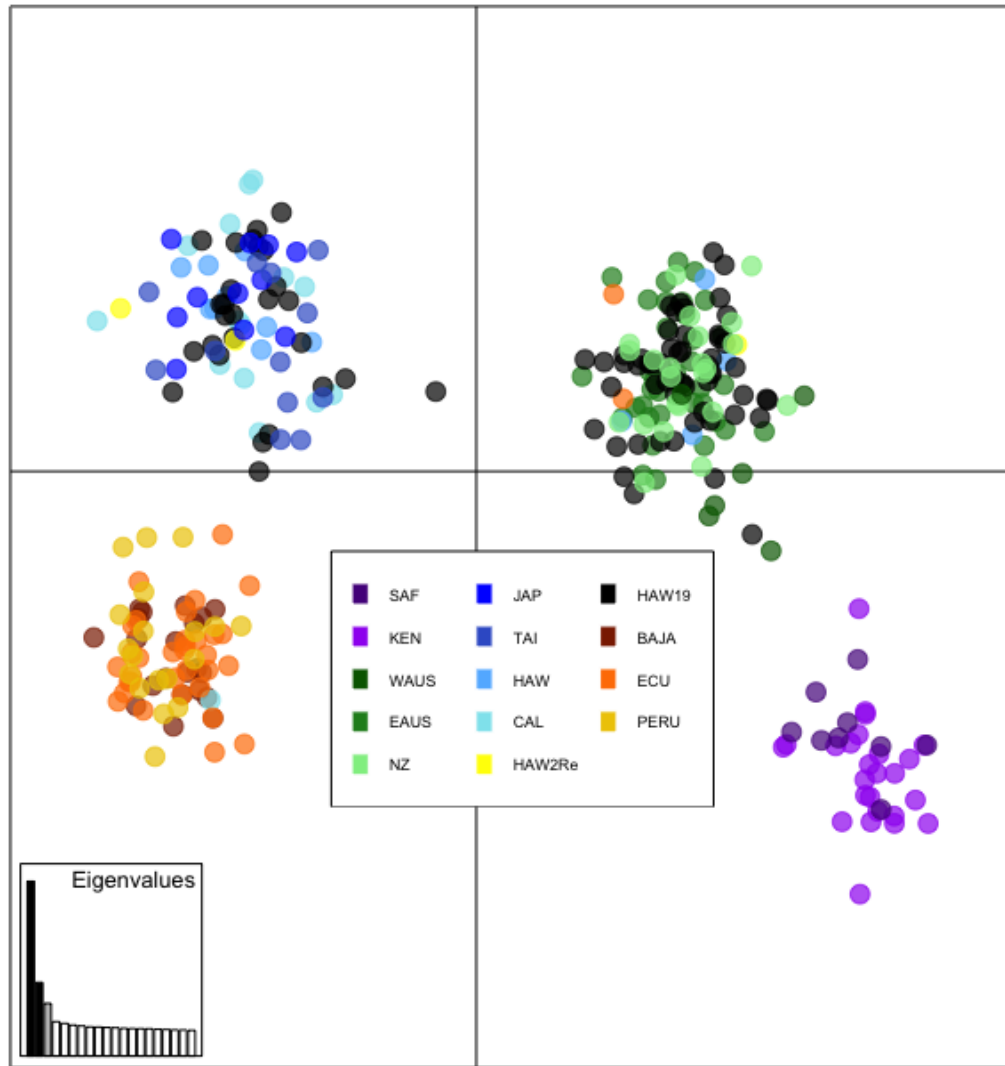 SAF JAP HAW19
KEN TAI BAJA
WAUS HAW ECU
EAUS CAL PERU
NZ HAW2Re
Eigenvalues